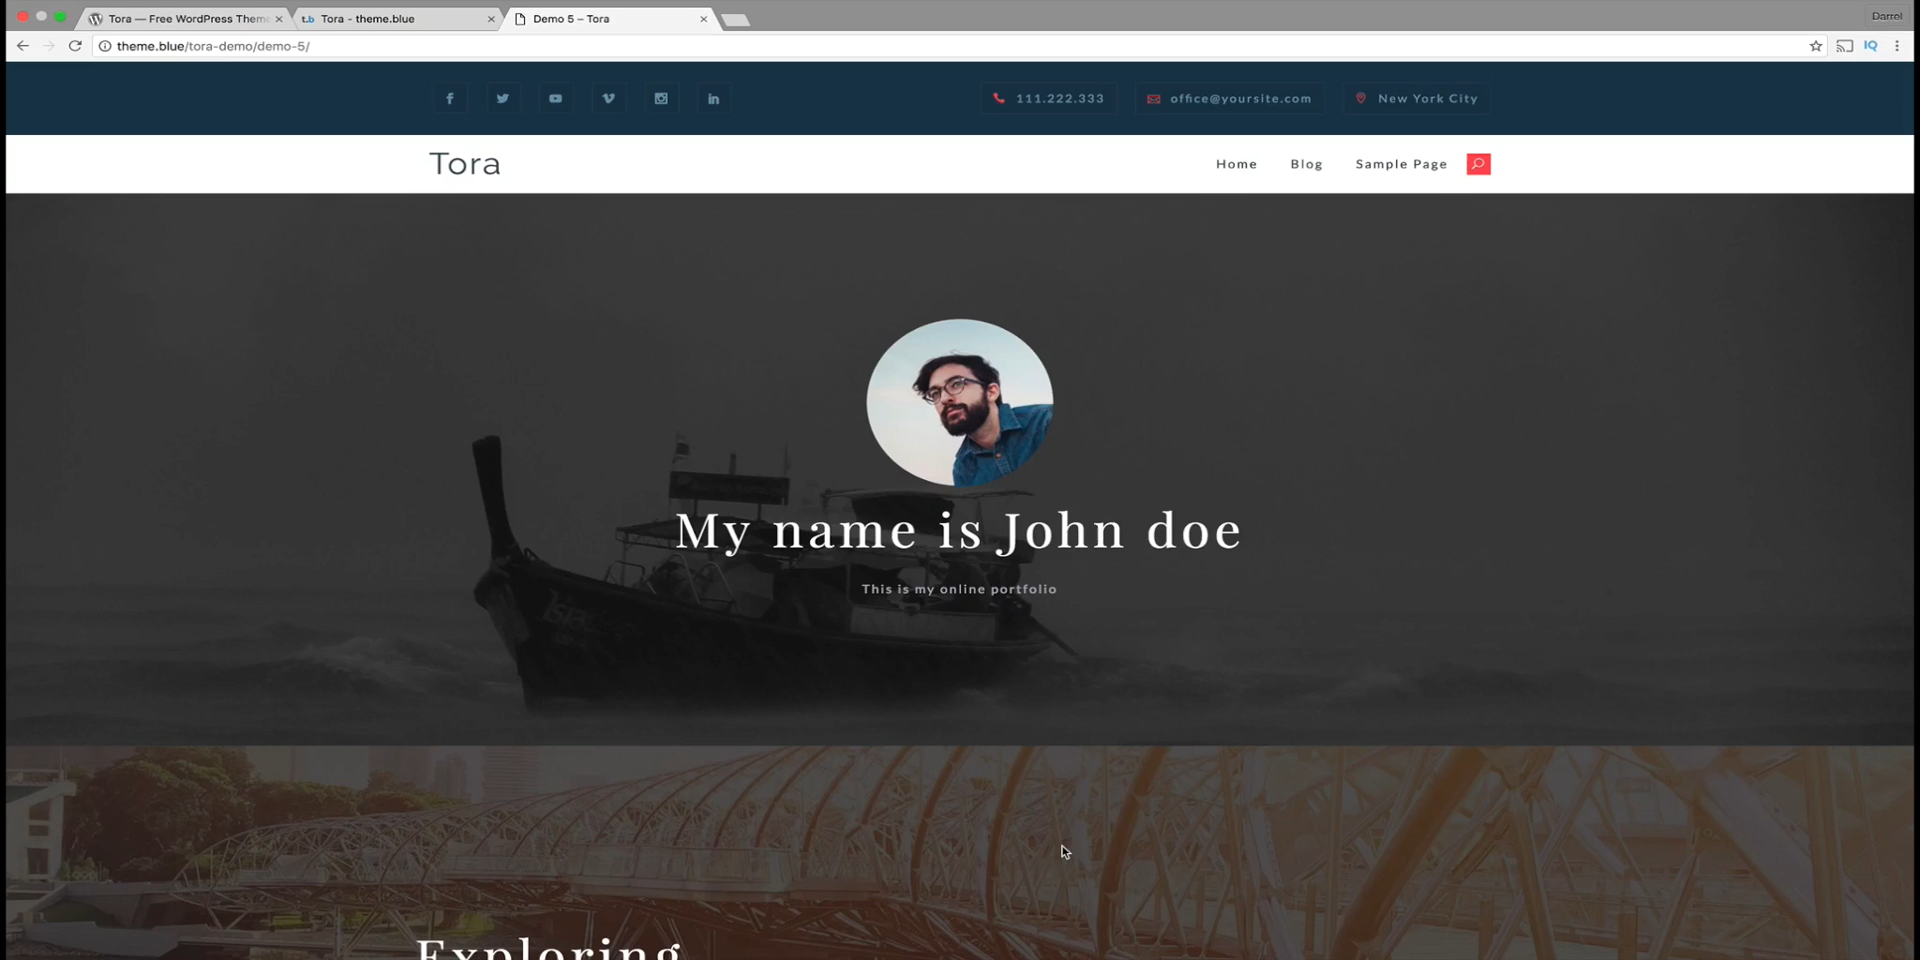 Tora — Free WordPress Them
t.b Tora - theme.blue
Demo 5 – Tora
Darrel
theme.blue/tora-demo/demo-5/
IQ
111.222.333
office@yoursite.com
New York City
Tora
Home
Blog
Sample Page
My name is John doe
This is my online portfolio
Exploring